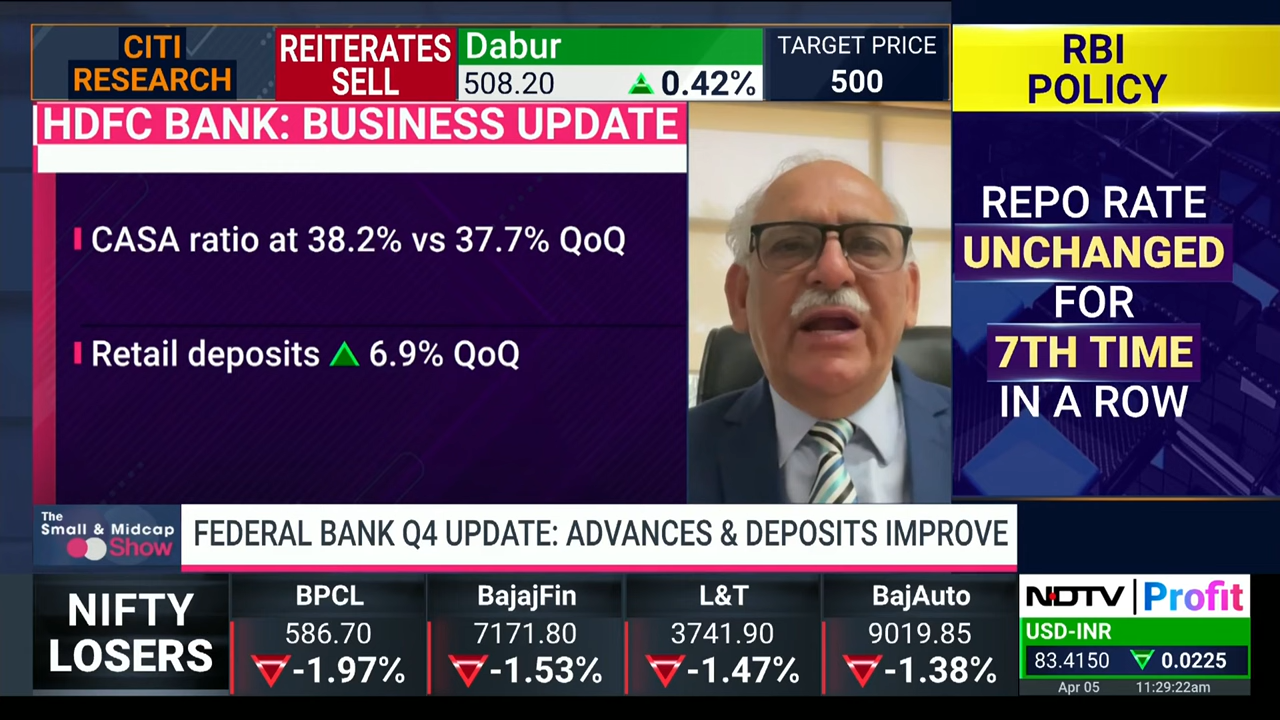 CITI
RESEARCH
REITERATES
SELL
Dabur
508.20 0.42%
TARGET PRICE
500
RBI
POLICY
HDFC BANK: BUSINESS UPDATE
CASA ratio at 38.2% vs 37.7% QoQ
Retail deposits 6.9% QoQ
REPO RATE
UNCHANGED
FOR
7TH TIME
IN A ROW
The
Small & Midcap
Show
FEDERAL BANK Q4 UPDATE: ADVANCES & DEPOSITS IMPROVE
NIFTY
LOSERS
BPCL
586.70
-1.97%
BajajFin
7171.80
-1.53%
L&T
3741.90
-1.47%
BajAuto
9019.85
-1.38%
NDTV Profit
USD-INR
83.4150 0.0225
Apr 05 11:29:22am